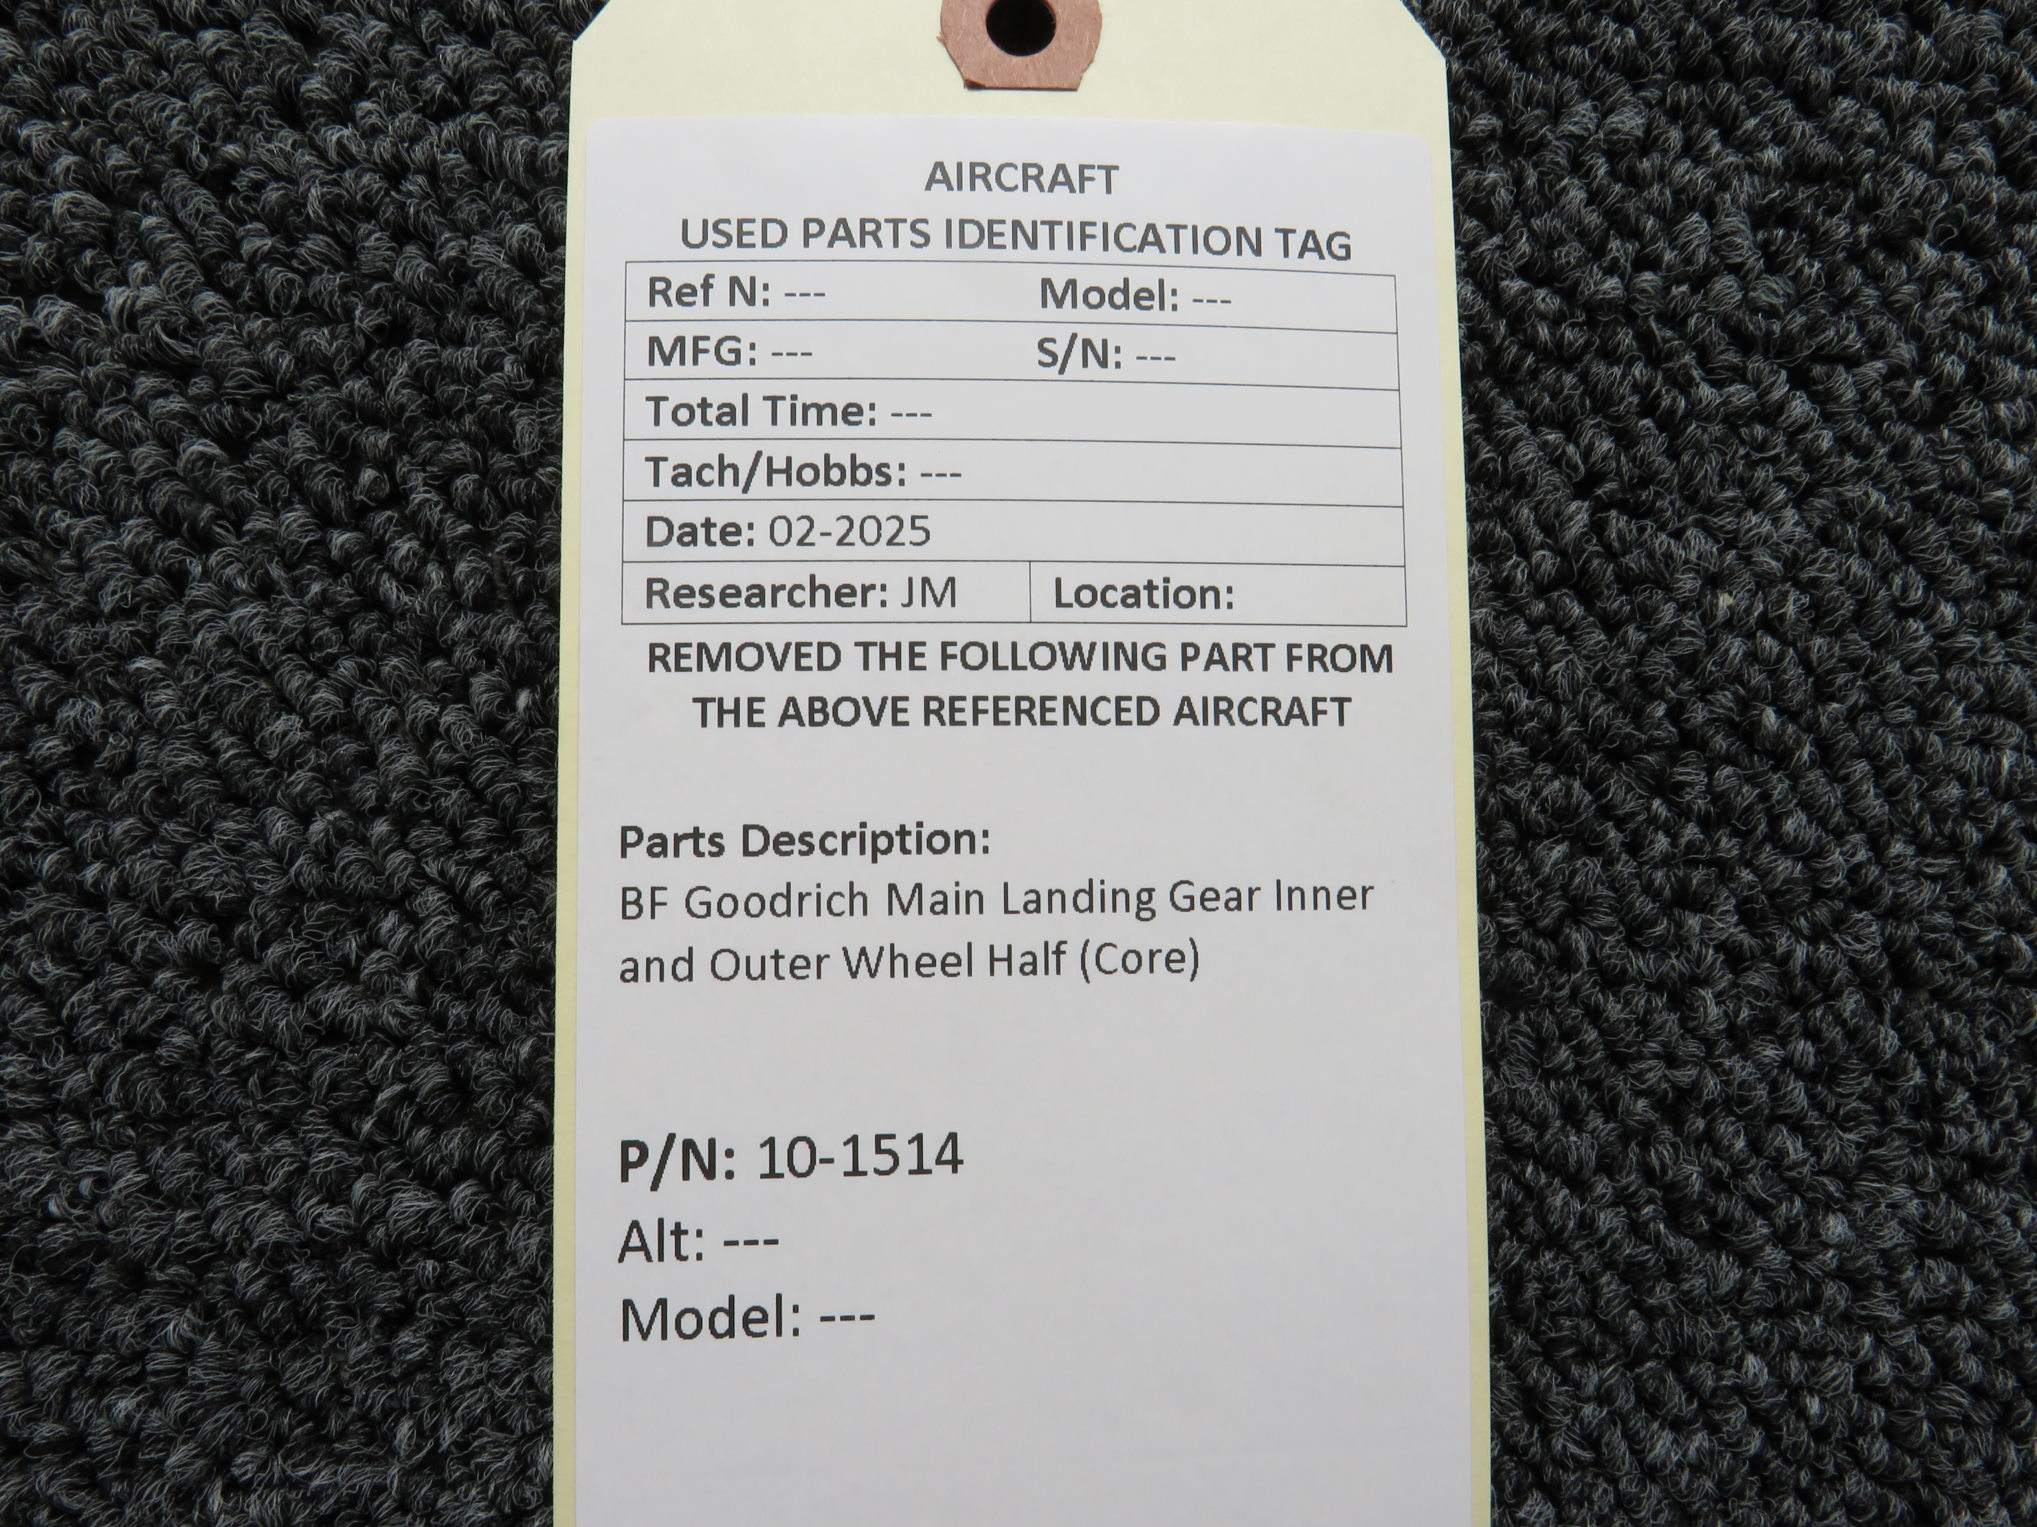 AIRCRAFT
USED PARTS IDENTIFICATION TAG
Ref N: --- Model: ---
MFG: --- S/N: ---
Total Time: ---
Tach/Hobbs: ---
Date: 02-2025
Researcher: JM Location:
REMOVED THE FOLLOWING PART FROM
THE ABOVE REFERENCED AIRCRAFT
Parts Description:
BF Goodrich Main Landing Gear Inner
and Outer Wheel Half (Core)
P/N: 10-1514
Alt: ---
Model: ---